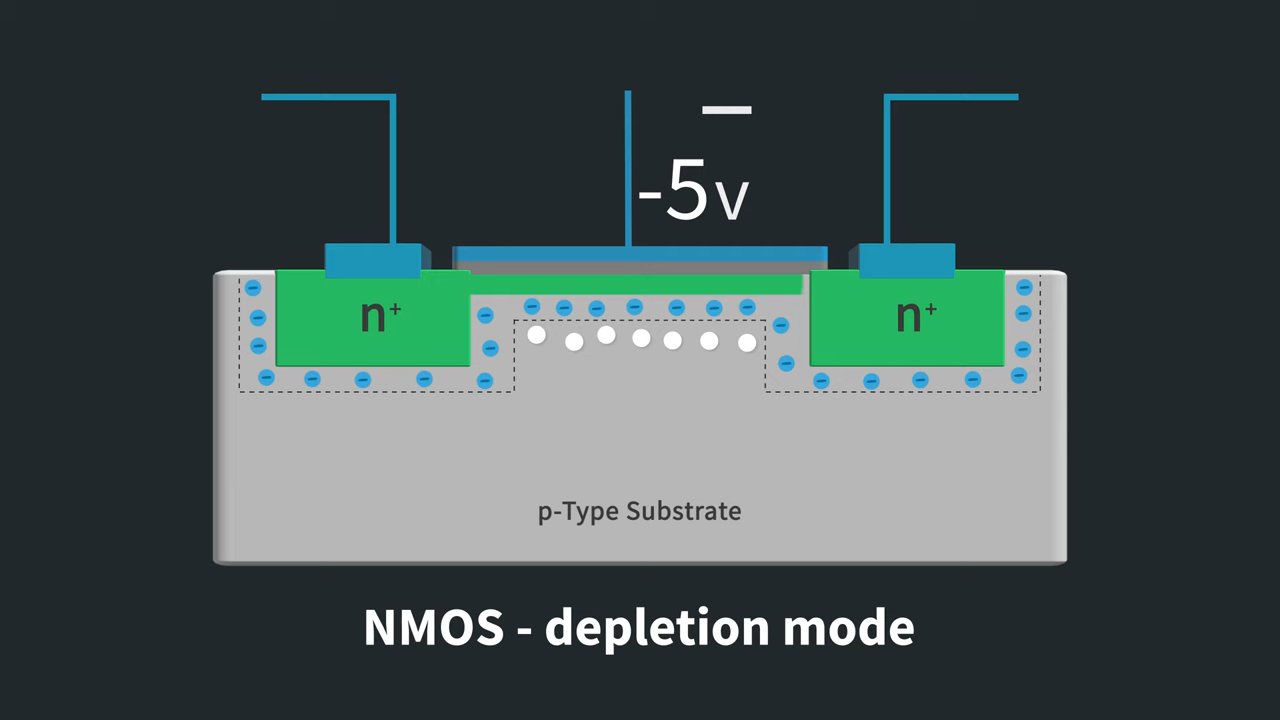 -5v
n⁺
n⁺
p-Type Substrate
NMOS - depletion mode